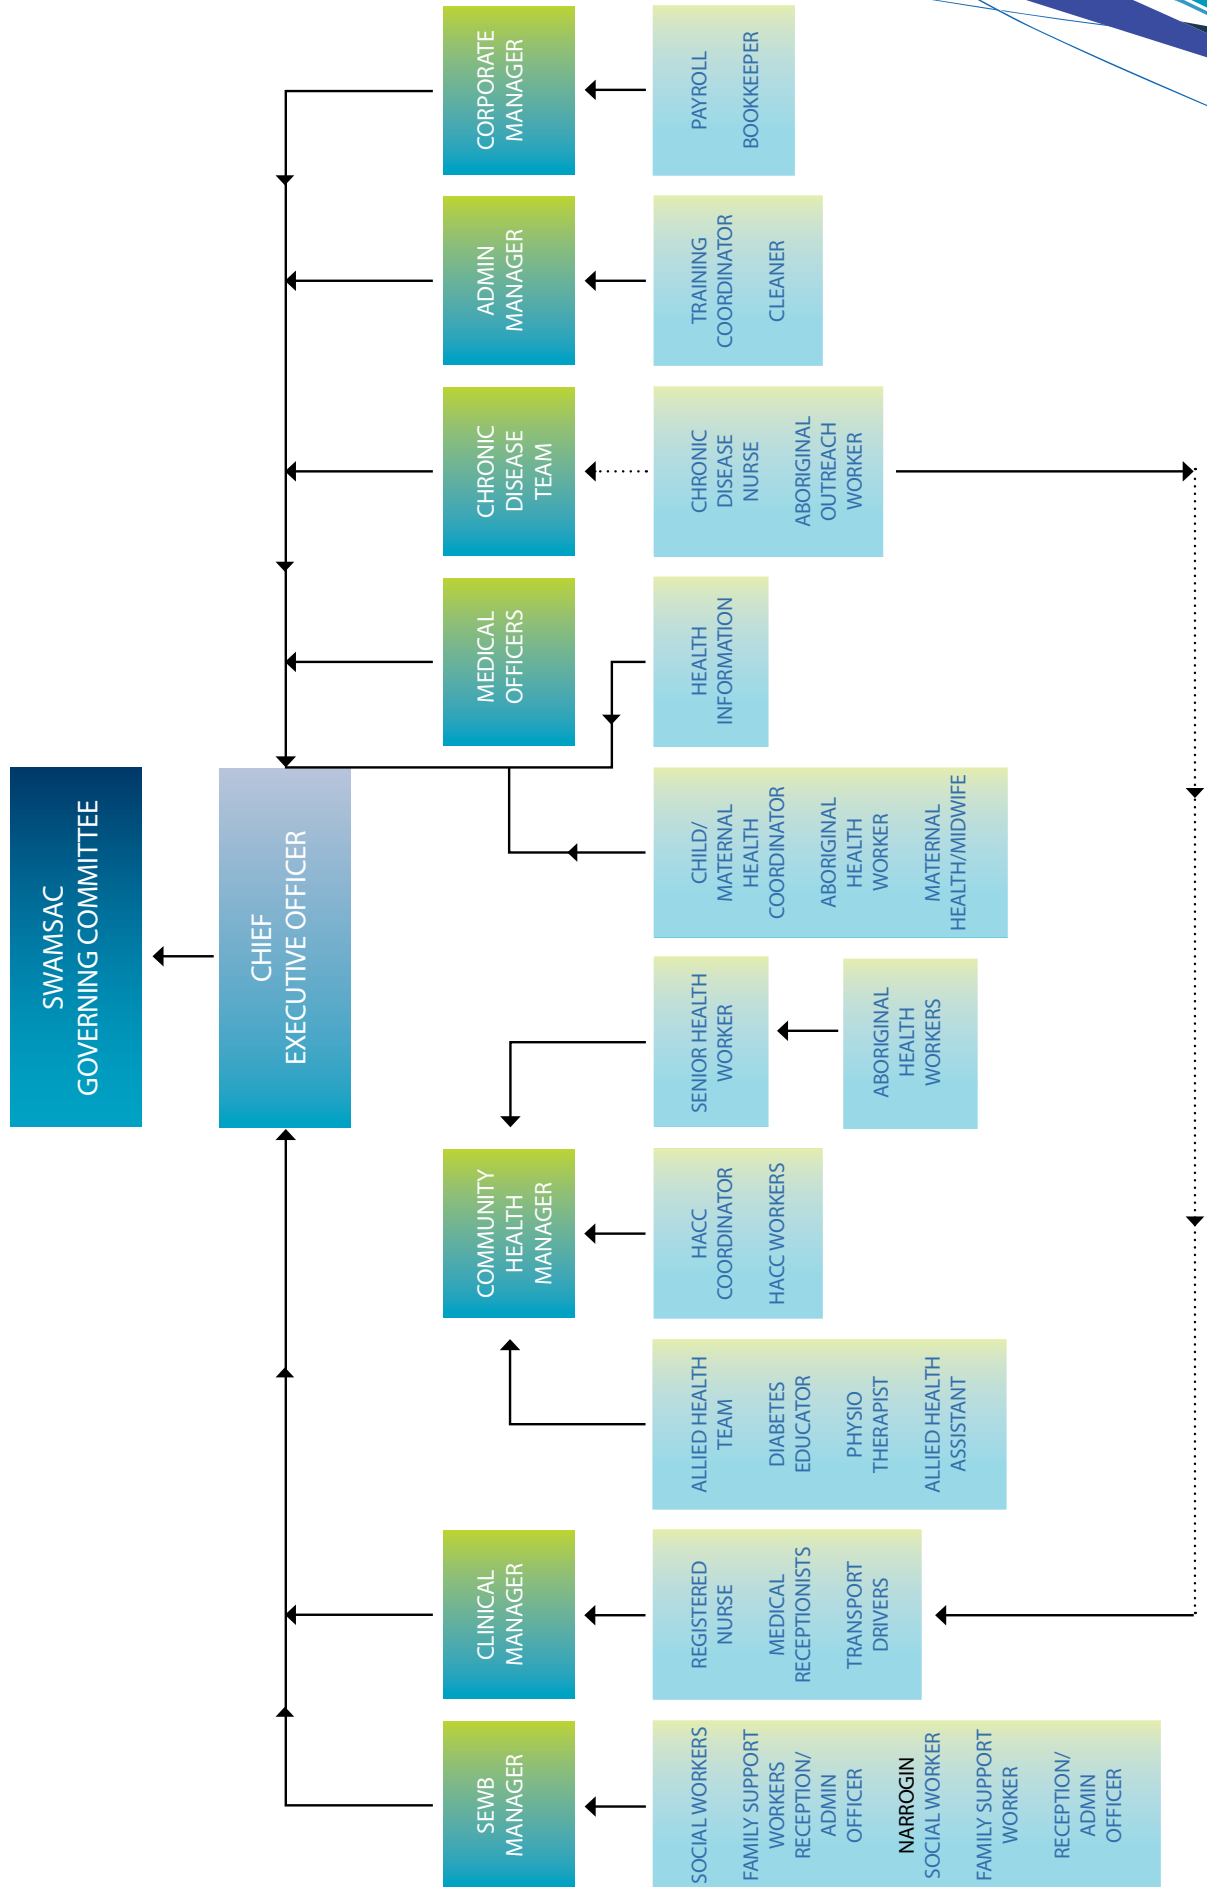 SWAMSAC
GOVERNING COMMITTEE
CHIEF
EXECUTIVE OFFICER
SEWB
MANAGER
CLINICAL
MANAGER
COMMUNITY
HEALTH
MANAGER
MEDICAL
OFFICERS
CHRONIC
DISEASE
TEAM
ADMIN
MANAGER
CORPORATE
MANAGER
SOCIAL WORKERS
FAMILY SUPPORT
WORKERS
RECEPTION/
ADMIN
OFFICER
NARROGIN
SOCIAL WORKER
FAMILY SUPPORT
WORKER
RECEPTION/
ADMIN
OFFICER
REGISTERED
NURSE
MEDICAL
RECEPTIONISTS
TRANSPORT
DRIVERS
ALLIED HEALTH
TEAM
DIABETES
EDUCATOR
PHYSIO
THERAPIST
ALLIED HEALTH
ASSISTANT
HACC
COORDINATOR
HACC WORKERS
SENIOR HEALTH
WORKER
ABORIGINAL
HEALTH
WORKERS
CHILD/
MATERNAL
HEALTH
COORDINATOR
ABORIGINAL
HEALTH
WORKER
MATERNAL
HEALTH/MIDWIFE
HEALTH
INFORMATION
CHRONIC
DISEASE
NURSE
ABORIGINAL
OUTREACH
WORKER
TRAINING
COORDINATOR
CLEANER
PAYROLL
BOOKKEEPER